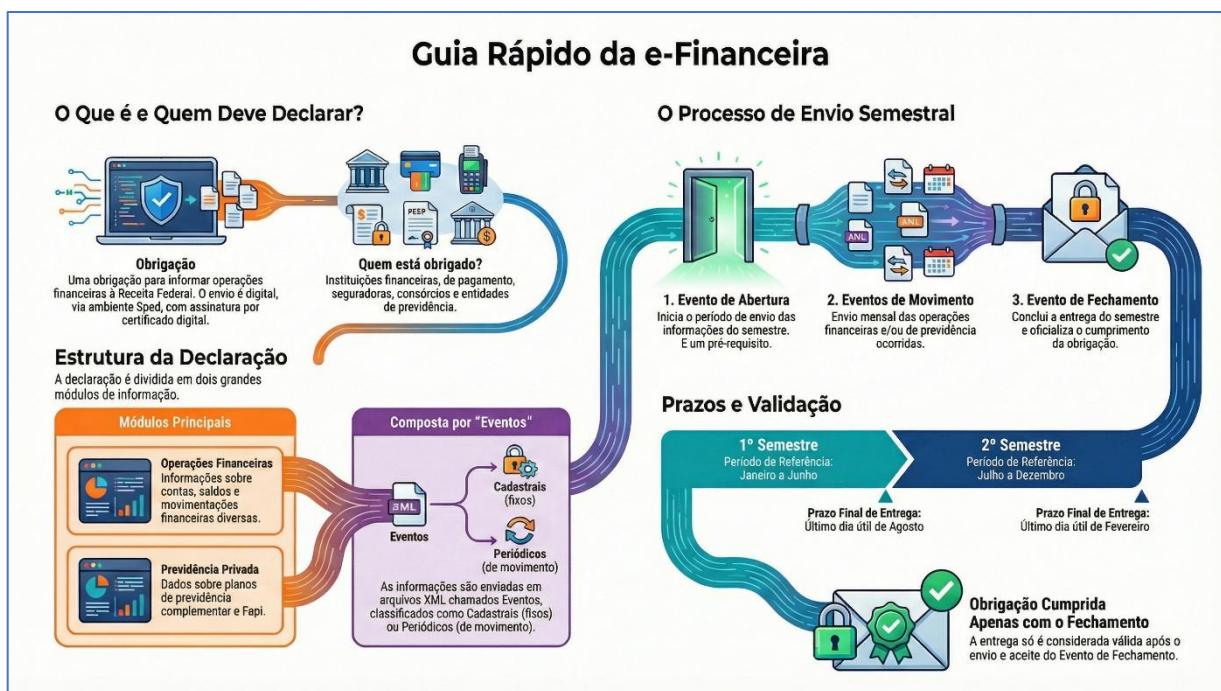 Guia Rápido da e-Financeira
O Que é e Quem Deve Declarar?
PEEP
$
$
Obrigação
Uma obrigação para informar operações
financeiras à Receita Federal. O envio é digital,
via ambiente Sped, com assinatura por
certificado digital.
Quem está obrigado?
Instituições financeiras, de pagamento,
seguradoras, consórcios e entidades
de previdência.
Estrutura da Declaração
A declaração é dividida em dois grandes
módulos de informação.
Módulos Principais
Operações Financeiras
Informações sobre
contas, saldos e
movimentações
financeiras diversas.
Previdência Privada
Dados sobre planos
de previdência
complementar e Fapi.
Composta por "Eventos"
ЗML
Eventos
Cadastrais
(fixos)
Periódicos
(de movimento)
As informações são enviadas em
arquivos XML chamados Eventos,
classificados como Cadastrais (fisos)
ou Periódicos (de movimento).
O Processo de Envio Semestral
ANL
ANL
1. Evento de Abertura
Inicia o período de envio das
informações do semestre.
E um pré-requisito.
2. Eventos de Movimento
Envio mensal das operações
financeiras e/ou de previdência
ocorridas.
3. Evento de Fechamento
Conclui a entrega do semestre
e oficializa o cumprimento
da obrigação.
Prazos e Validação
1º Semestre
Período de Referência:
Janeiro a Junho
2º Semestre
Período de Referência:
Julho a Dezembro
Prazo Final de Entrega:
Último dia útil de Agosto
Prazo Final de Entrega:
Último dia útil de Fevereiro
Obrigação Cumprida
Apenas com o Fechamento
A entrega só é considerada válida após o
envio e aceite do Evento de Fechamento.